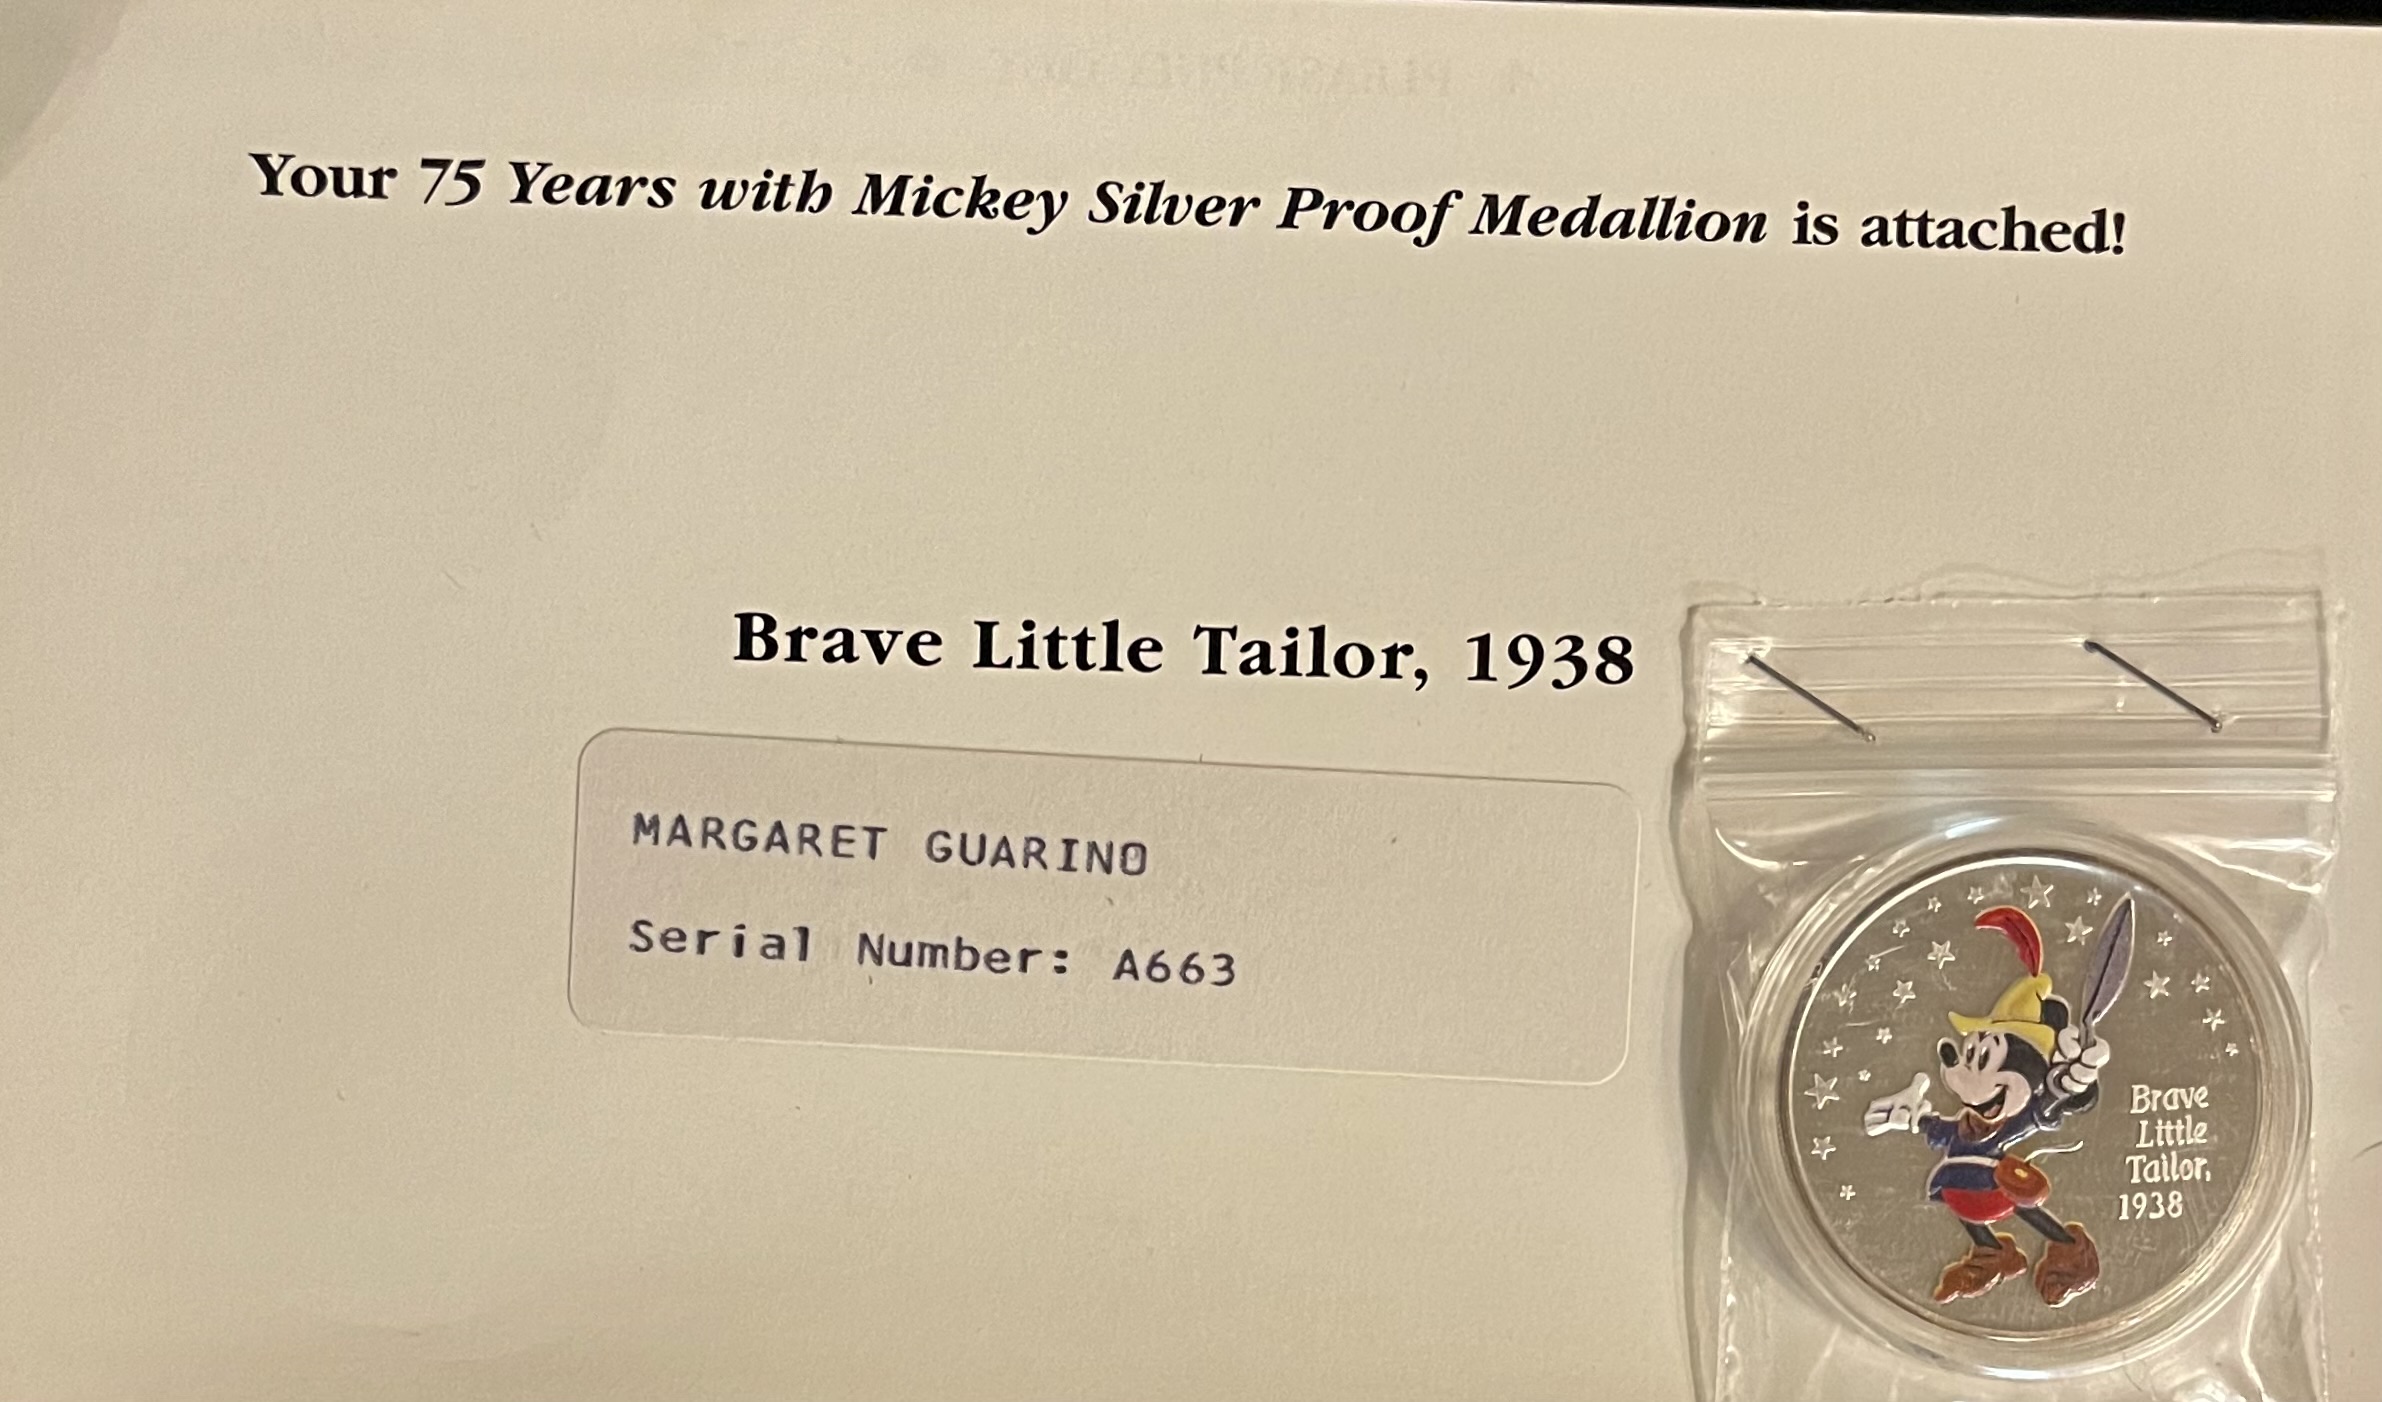 Your 75 Years with Mickey Silver Proof Medallion is attached!
Brave Little Tailor, 1938
MARGARET GUARINO
Serial Number: A663
Brave
Little
Tailor,
1938